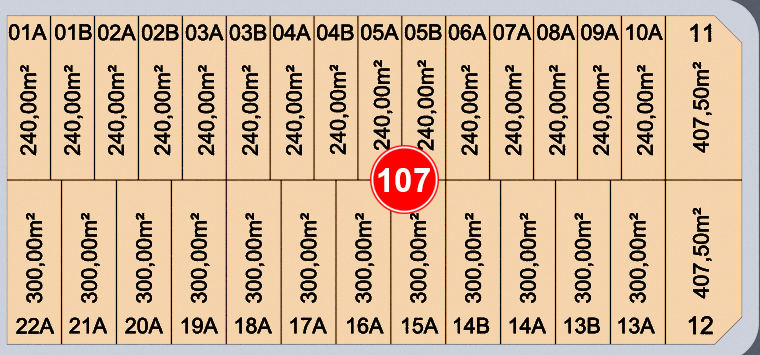 01A 01B 02A 02B 03A 03B 04A 04B 05A 05B 06A 07A 08A 09A 10A 11
240,00m² 240,00m² 240,00m² 240,00m² 240,00m² 240,00m² 240,00m² 240,00m² 240,00m² 240,00m² 240,00m² 240,00m² 240,00m² 240,00m² 240,00m² 407,50m²
107
300,00m² 300,00m² 300,00m² 300,00m² 300,00m² 300,00m² 300,00m² 300,00m² 300,00m² 300,00m² 300,00m² 300,00m² 407,50m²
22A 21A 20A 19A 18A 17A 16A 15A 14B 14A 13B 13A 12